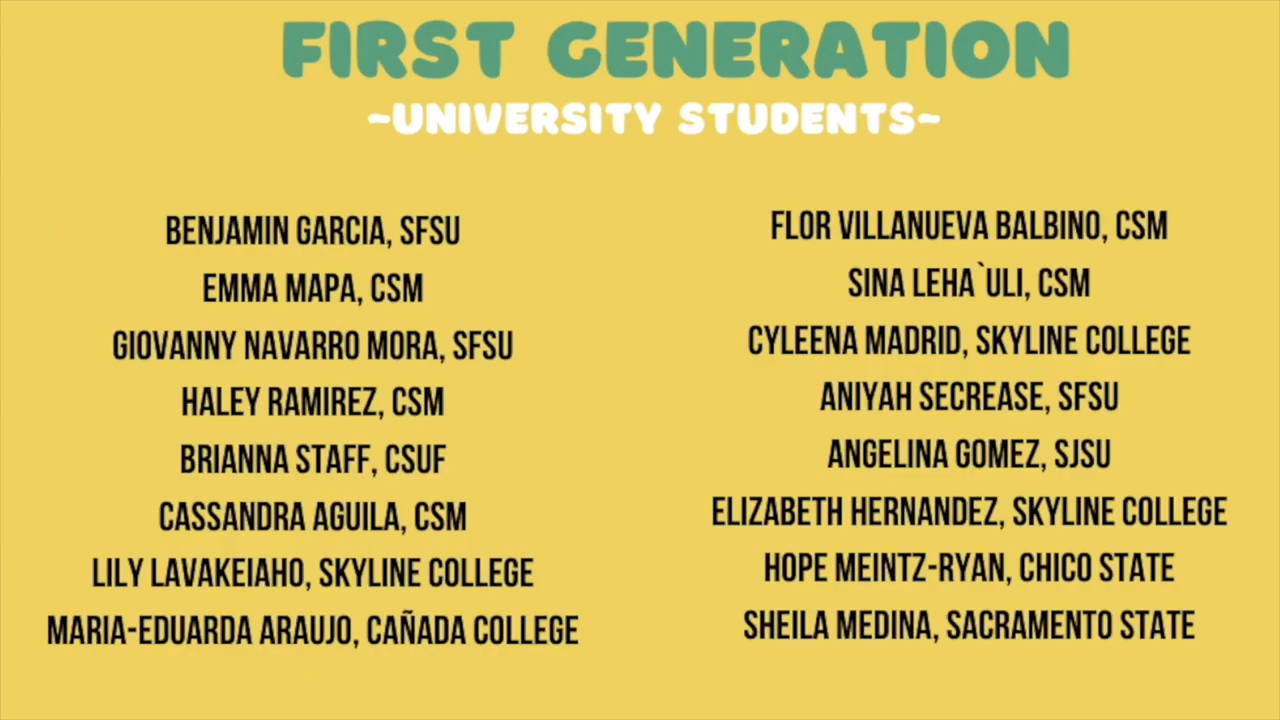 FIRST GENERATION
~UNIVERSITY STUDENTS~
BENJAMIN GARCIA, SFSU
EMMA MAPA, CSM
GIOVANNY NAVARRO MORA, SFSU
HALEY RAMIREZ, CSM
BRIANNA STAFF, CSUF
CASSANDRA AGUILA, CSM
LILY LAVAKEIAHO, SKYLINE COLLEGE
MARIA-EDUARDA ARAUJO, CAÑADA COLLEGE
FLOR VILLANUEVA BALBINO, CSM
SINA LEHA`ULI, CSM
CYLEENA MADRID, SKYLINE COLLEGE
ANIYAH SECREASE, SFSU
ANGELINA GOMEZ, SJSU
ELIZABETH HERNANDEZ, SKYLINE COLLEGE
HOPE MEINTZ-RYAN, CHICO STATE
SHEILA MEDINA, SACRAMENTO STATE